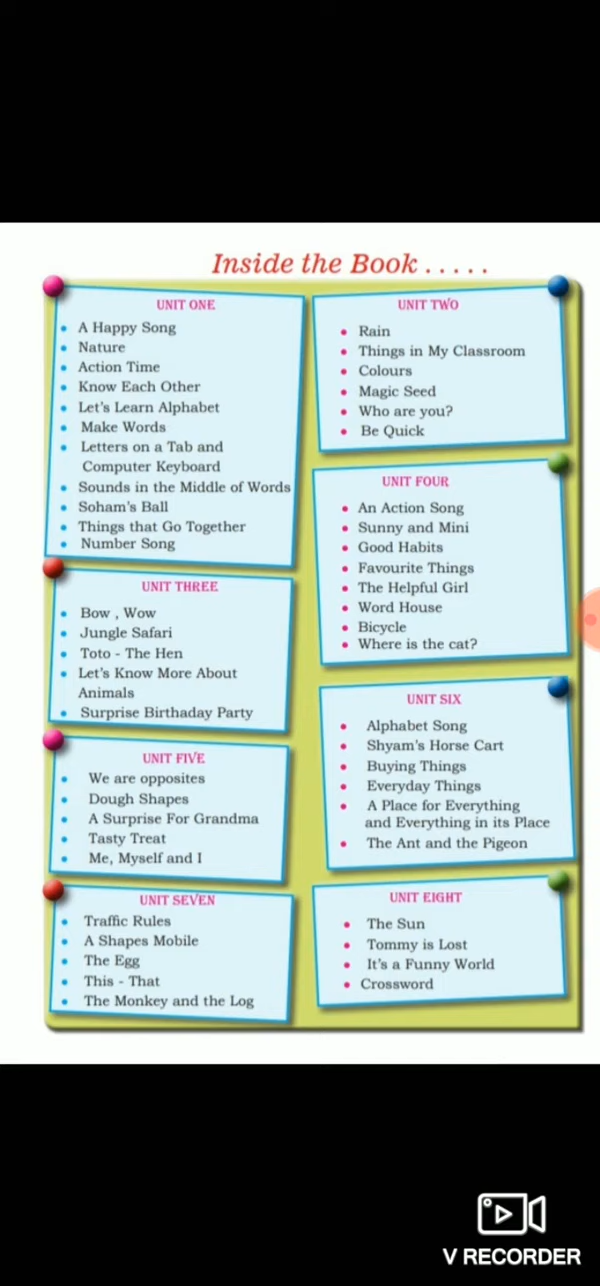 Inside the Book . . . . .
UNIT ONE
A Happy Song
Nature
Action Time
Know Each Other
Let's Learn Alphabet
Make Words
Letters on a Tab and
Computer Keyboard
Sounds in the Middle of Words
Soham's Ball
Things that Go Together
Number Song
UNIT TWO
Rain
Things in My Classroom
Colours
Magic Seed
Who are you?
Be Quick
UNIT THREE
Bow , Wow
Jungle Safari
Toto - The Hen
Let's Know More About
Animals
Surprise Birthaday Party
UNIT FOUR
An Action Song
Sunny and Mini
Good Habits
Favourite Things
The Helpful Girl
Word House
Bicycle
Where is the cat?
UNIT FIVE
We are opposites
Dough Shapes
A Surprise For Grandma
Tasty Treat
Me, Myself and I
UNIT SIX
Alphabet Song
Shyam's Horse Cart
Buying Things
Everyday Things
A Place for Everything
and Everything in its Place
The Ant and the Pigeon
UNIT SEVEN
Traffic Rules
A Shapes Mobile
The Egg
This - That
The Monkey and the Log
UNIT EIGHT
The Sun
Tommy is Lost
It's a Funny World
Crossword
V RECORDER